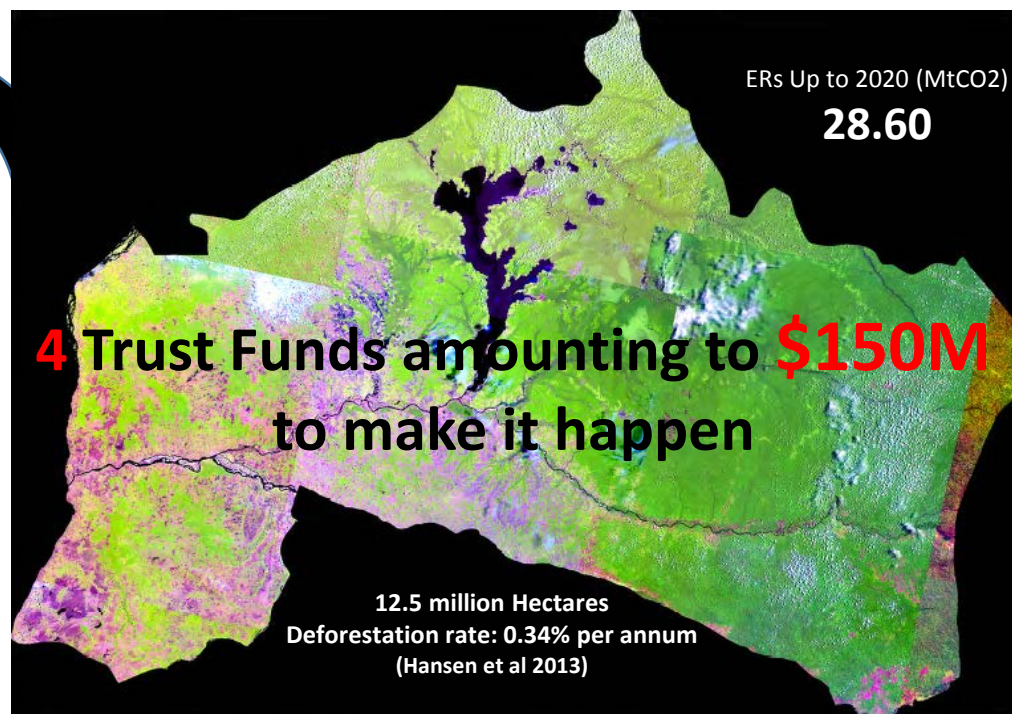 ERs Up to 2020 (MtCO2)
28.60
4 Trust Funds amounting to $150M
to make it happen
12.5 million Hectares
Deforestation rate: 0.34% per annum
(Hansen et al 2013)